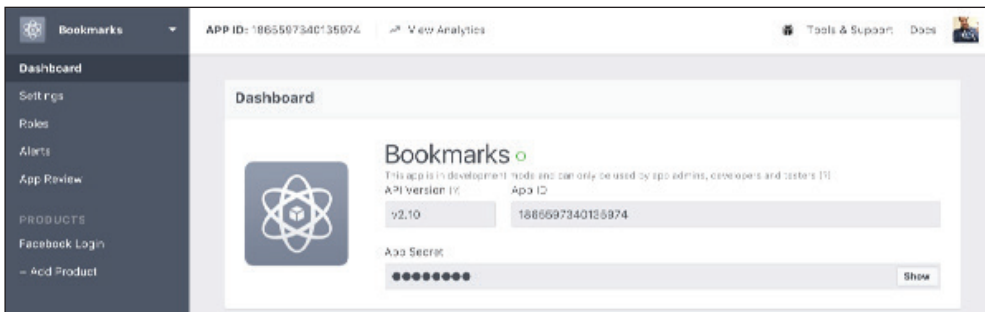 Bookmarks
APP ID: 1865597340135974
View Analytics
Tools & Support
Docs
Dashboard
Settings
Roles
Alerts
App Review
PRODUCTS
Facebook Login
+ Add Product
Dashboard
Bookmarks
This app is in development mode and can only be used by app admins, developers and testers [?]
API Version [?]
App ID
v2.10
1865597340135974
App Secret
●●●●●●●●
Show